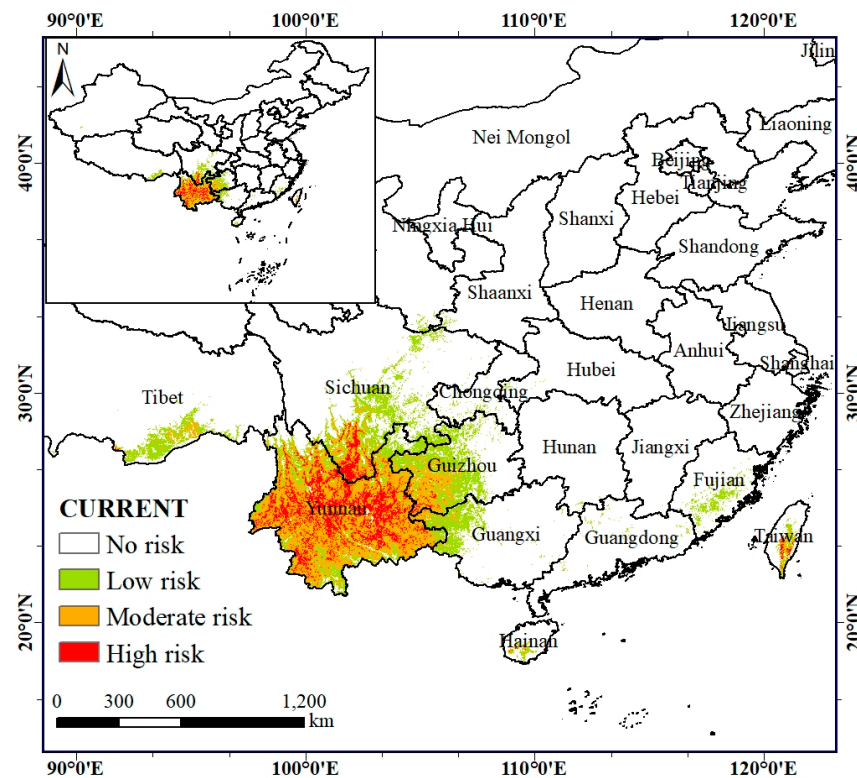 90°0'E 100°0'E 110°0'E 120°0'E
N
Jilin
Nei Mongol
Liaoning
40°0'N
40°0'N
Beijing
Tianjing
Hebei
Ningxia Hui
Shanxi
Shandong
Shaanxi
Henan
Jiangsu
Anhui
Shanghai
Hubei
30°0'N
30°0'N
Tibet
Sichuan
Chongqing
Zhejiang
Hunan
Jiangxi
Guizhou
Fujian
Yunnan
Guangxi
Guangdong
Taiwan
Hainan
20°0'N
20°0'N
CURRENT
No risk
Low risk
Moderate risk
High risk
0 300 600 1,200
km
90°0'E 100°0'E 110°0'E 120°0'E